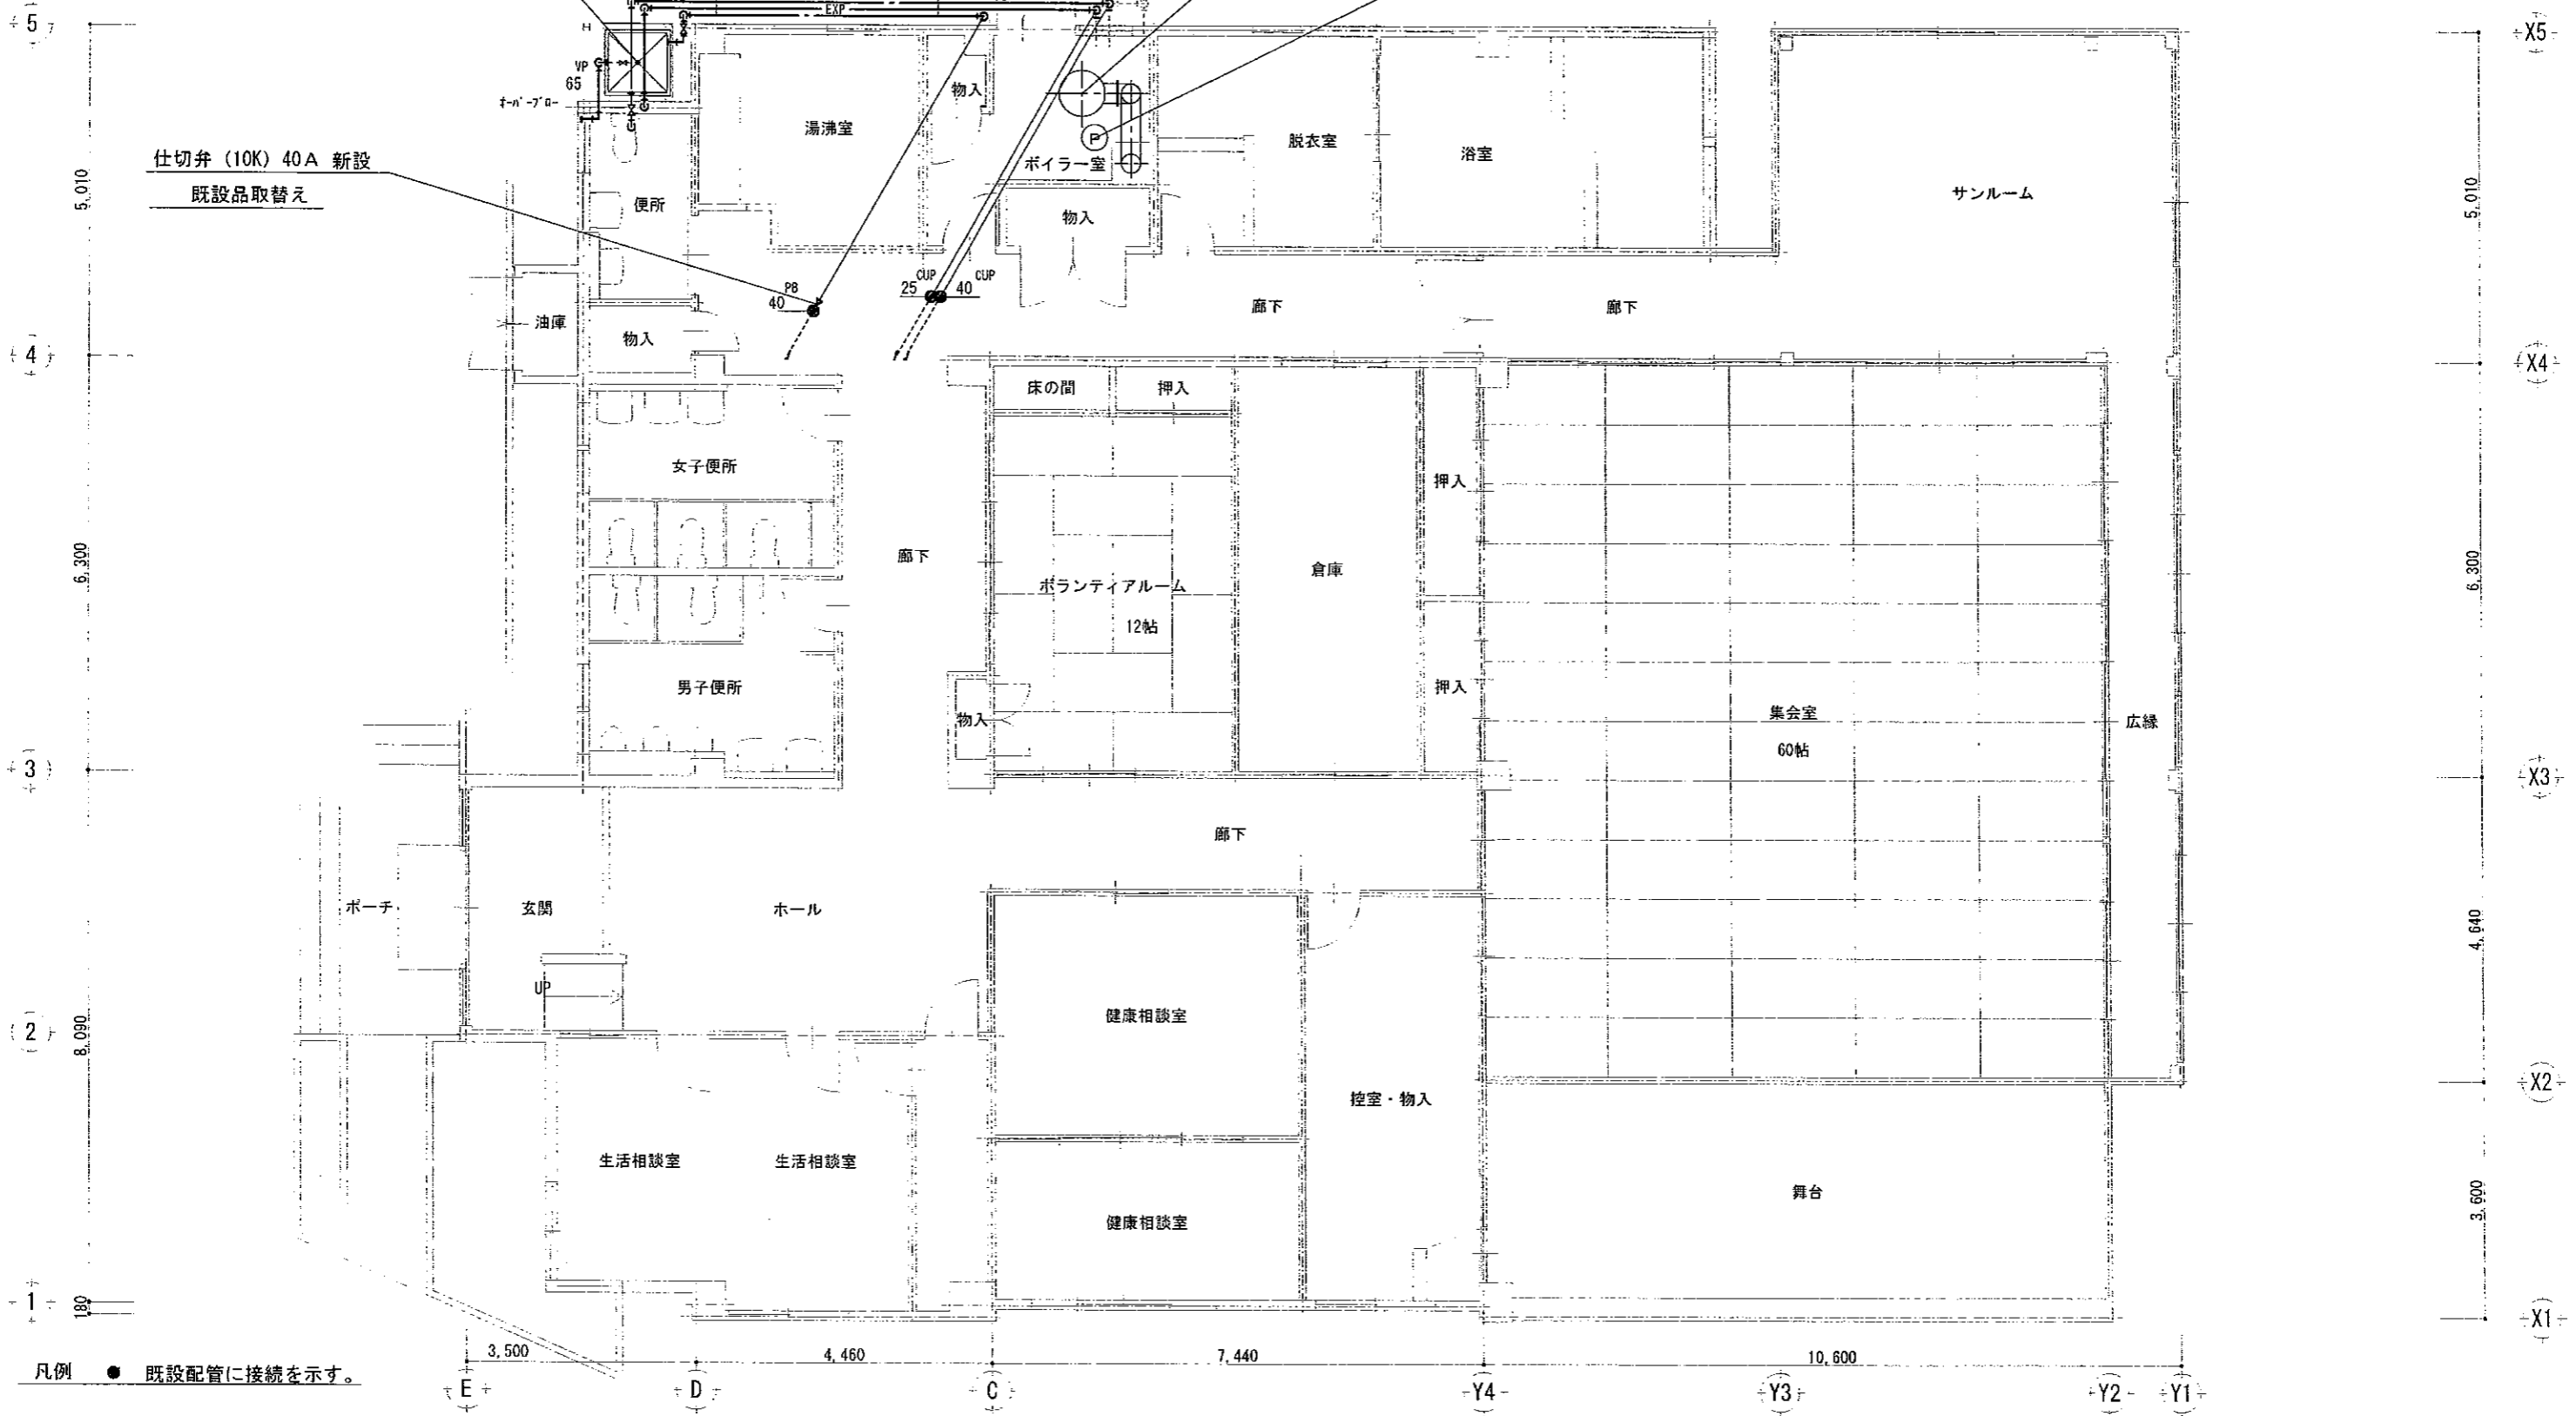 5
EXP
X5
H
VP
65
ｵｰﾊﾞｰﾌﾞﾛｰ
物入
湯沸室
P
ボイラー室
脱衣室
浴室
サンルーム
仕切弁（10K）40A 新設
既設品取替え
5,010
5,010
便所
物入
PB
40
CUP
25
CUP
40
廊下
廊下
油庫
物入
4
X4
床の間
押入
女子便所
押入
6,300
廊下
ボランティアルーム
12帖
倉庫
6,300
男子便所
物入
押入
集会室
60帖
広縁
3
X3
廊下
ポーチ
玄関
ホール
4,640
UP
健康相談室
2
8,090
X2
控室・物入
生活相談室
生活相談室
舞台
健康相談室
3,600
1
180
X1
3,500
4,460
7,440
10,600
凡例 ● 既設配管に接続を示す。
E
D
C
Y4
Y3
Y2
Y1